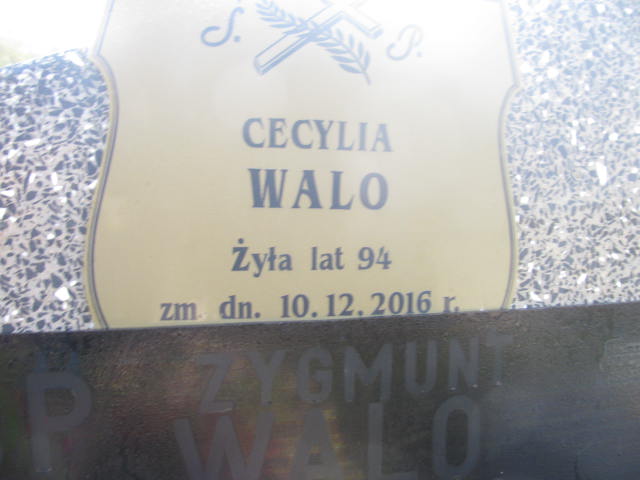 Ś. P.
CECYLIA
WALO
Żyła lat 94
zm. dn. 10.12.2016 r.
ZYGMUNT
P
WALO